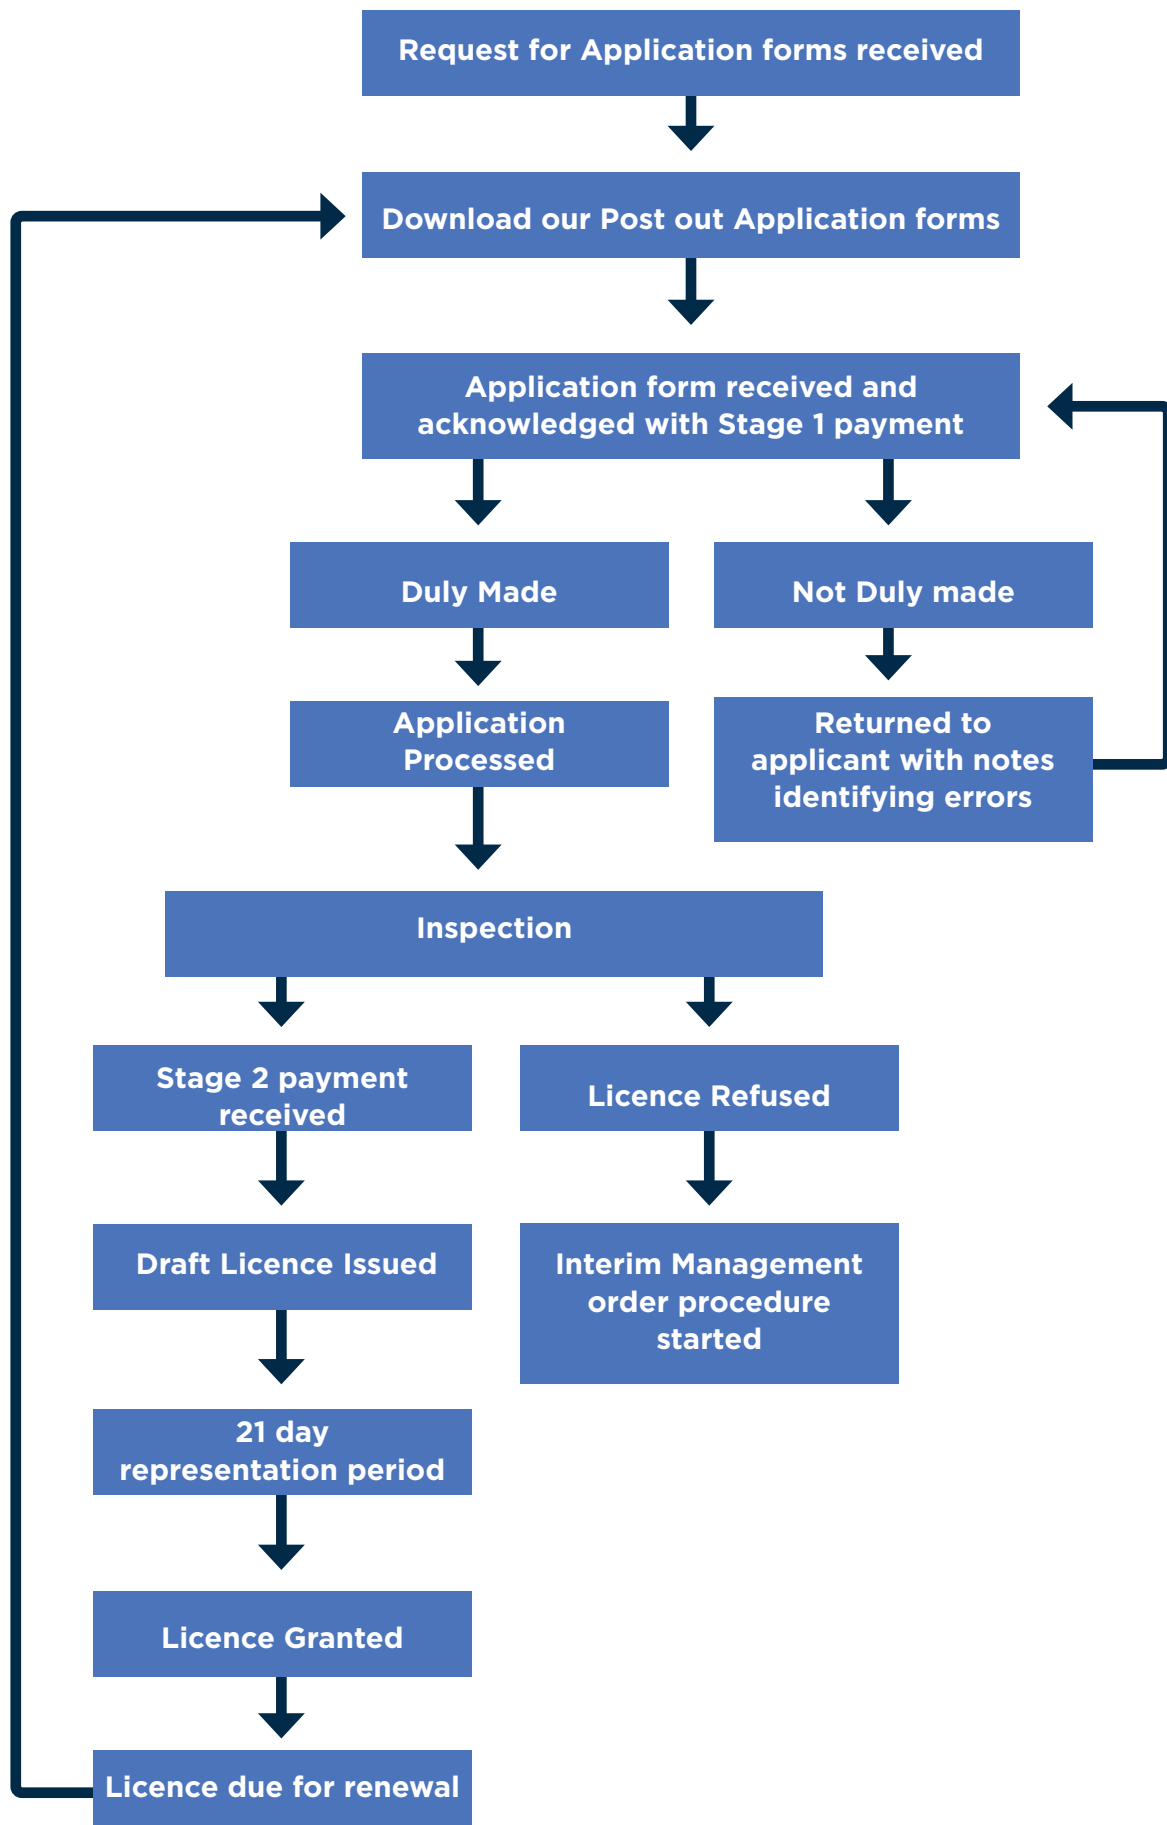 Request for Application forms received
Download our Post out Application forms
Application form received and
acknowledged with Stage 1 payment
Duly Made
Not Duly made
Application
Processed
Returned to
applicant with notes
identifying errors
Inspection
Stage 2 payment
received
Licence Refused
Draft Licence Issued
Interim Management
order procedure
started
21 day
representation period
Licence Granted
Licence due for renewal